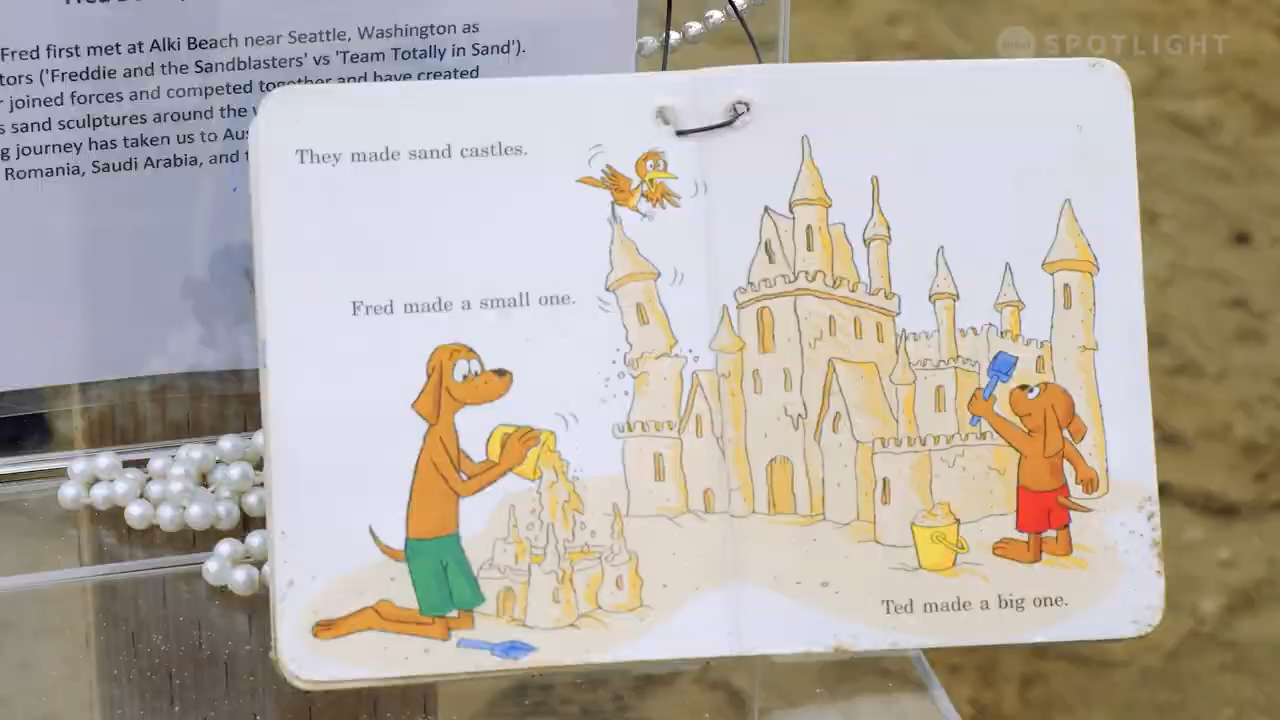 Fred first met at Alki Beach near Seattle, Washington as
tors ('Freddie and the Sandblasters' vs 'Team Totally in Sand').
joined forces and competed together and have created
s sand sculptures around the
g journey has taken us to Aus
Romania, Saudi Arabia, and
SPOTLIGHT
They made sand castles.
Fred made a small one.
Ted made a big one.